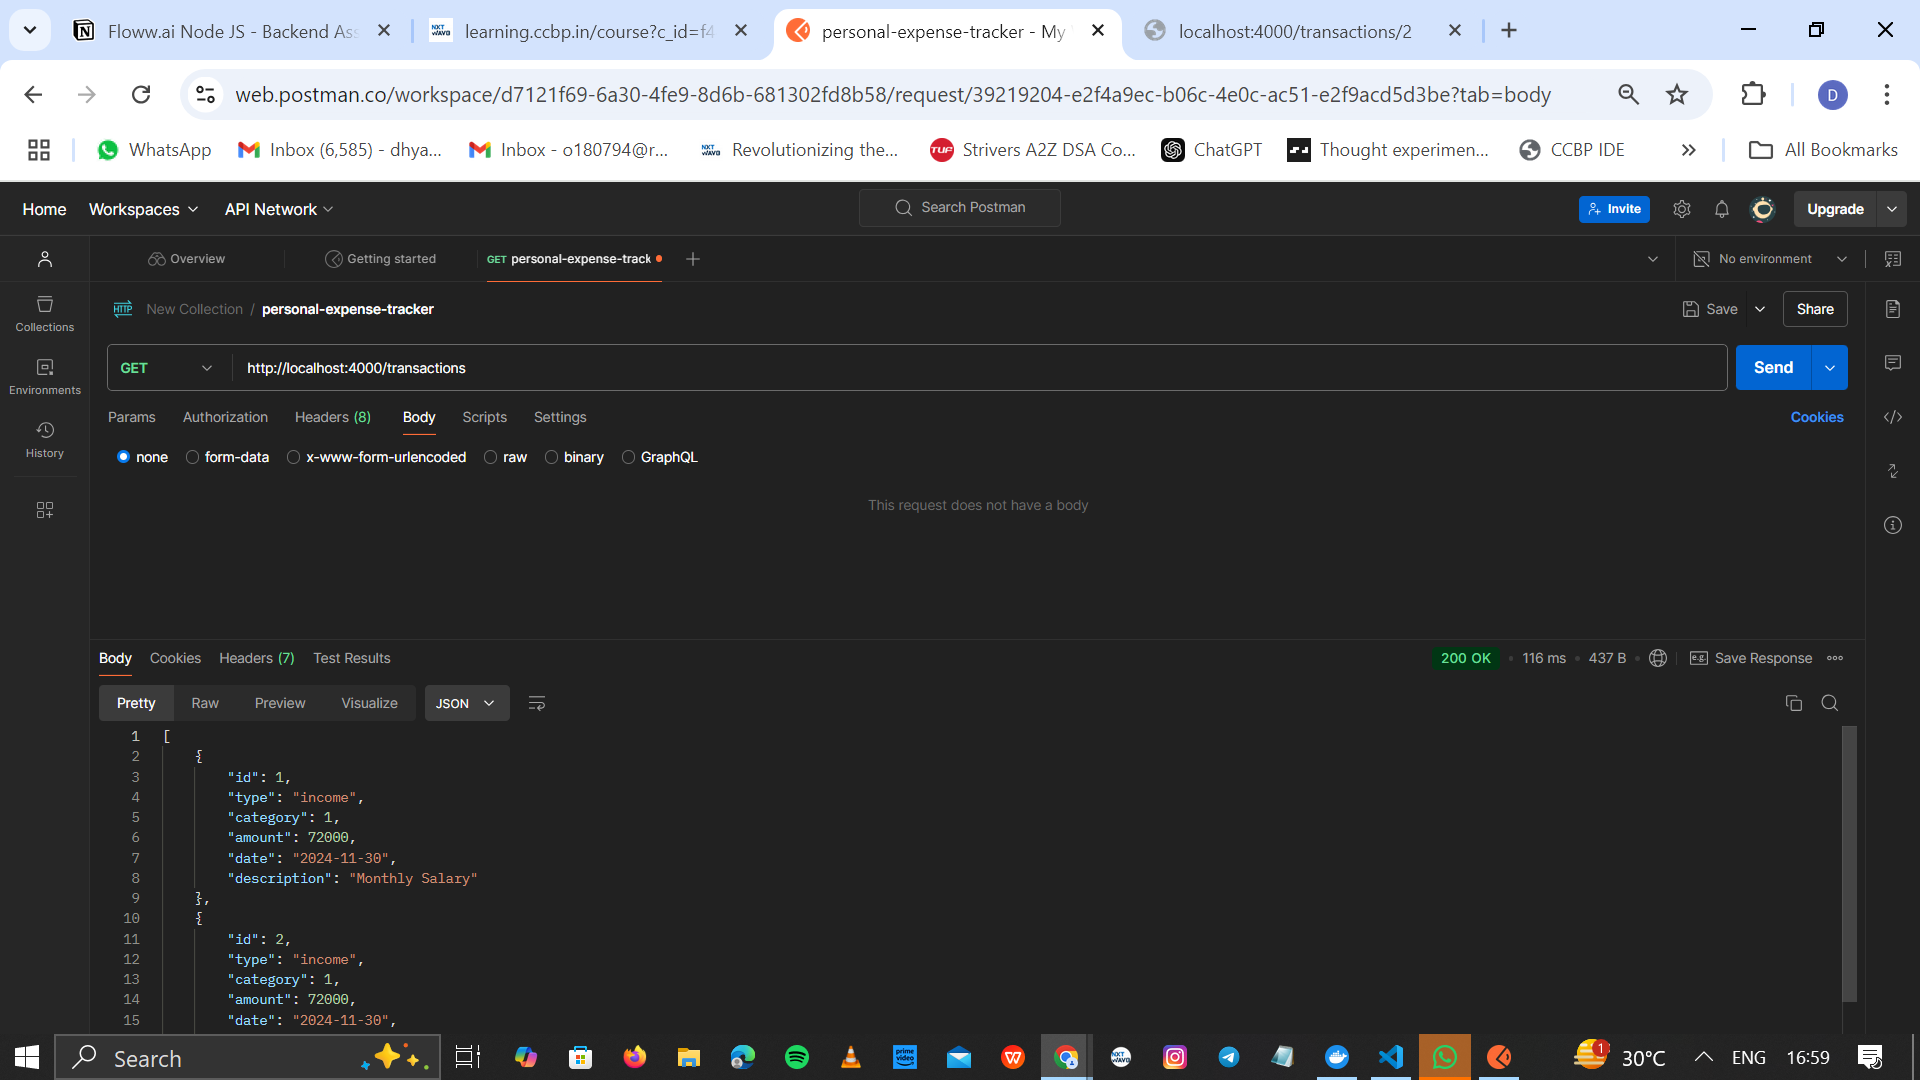 Floww.ai Node JS - Backend Ass
learning.ccbp.in/course?c_id=f4
personal-expense-tracker - My
localhost:4000/transactions/2
web.postman.co/workspace/d7121f69-6a30-4fe9-8d6b-681302fd8b58/request/39219204-e2f4a9ec-b06c-4e0c-ac51-e2f9acd5d3be?tab=body
D
WhatsApp
Inbox (6,585) - dhya...
Inbox - o180794@r...
Revolutionizing the...
Strivers A2Z DSA Co...
ChatGPT
Thought experimen...
CCBP IDE
All Bookmarks
Home
Workspaces
API Network
Search Postman
Invite
Upgrade
Overview
Getting started
GET personal-expense-track
No environment
Collections
Environments
History
HTTP
New Collection / personal-expense-tracker
Save
Share
GET
http://localhost:4000/transactions
Send
Params
Authorization
Headers (8)
Body
Scripts
Settings
Cookies
none
form-data
x-www-form-urlencoded
raw
binary
GraphQL
This request does not have a body
Body
Cookies
Headers (7)
Test Results
200 OK
116 ms
437 B
e.g.
Save Response
Pretty
Raw
Preview
Visualize
JSON
1 [
2 {
3 "id": 1,
4 "type": "income",
5 "category": 1,
6 "amount": 72000,
7 "date": "2024-11-30",
8 "description": "Monthly Salary"
9 },
10 {
11 "id": 2,
12 "type": "income",
13 "category": 1,
14 "amount": 72000,
15 "date": "2024-11-30",
Search
prime video
1
30°C
ENG
16:59